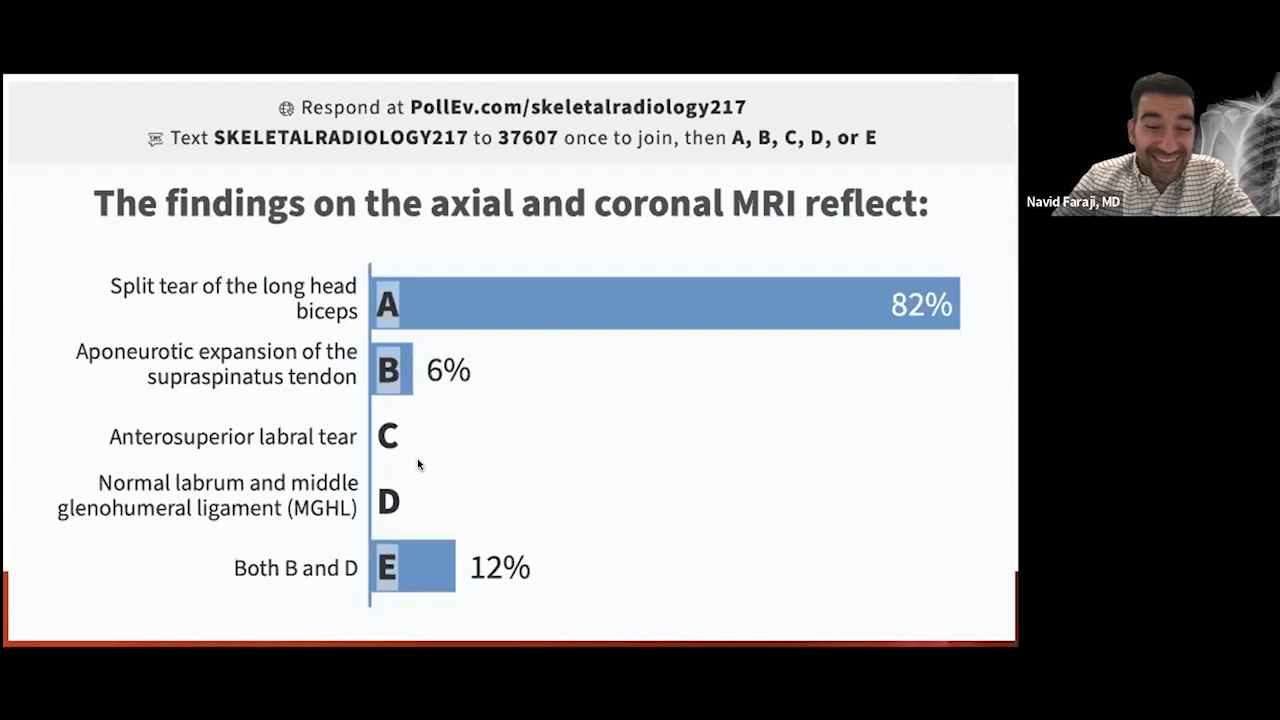 Respond at PollEv.com/skeletalradiology217
Text SKELETALRADIOLOGY217 to 37607 once to join, then A, B, C, D, or E
The findings on the axial and coronal MRI reflect:
Split tear of the long head
biceps
A
82%
Aponeurotic expansion of the
supraspinatus tendon
B
6%
Anterosuperior labral tear
C
Normal labrum and middle
glenohumeral ligament (MGHL)
D
Both B and D
E
12%
Navid Faraji, MD